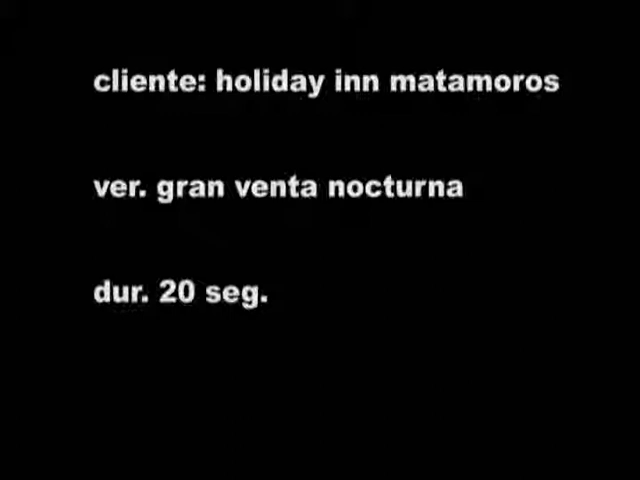 cliente: holiday inn matamoros
ver. gran venta nocturna
dur. 20 seg.